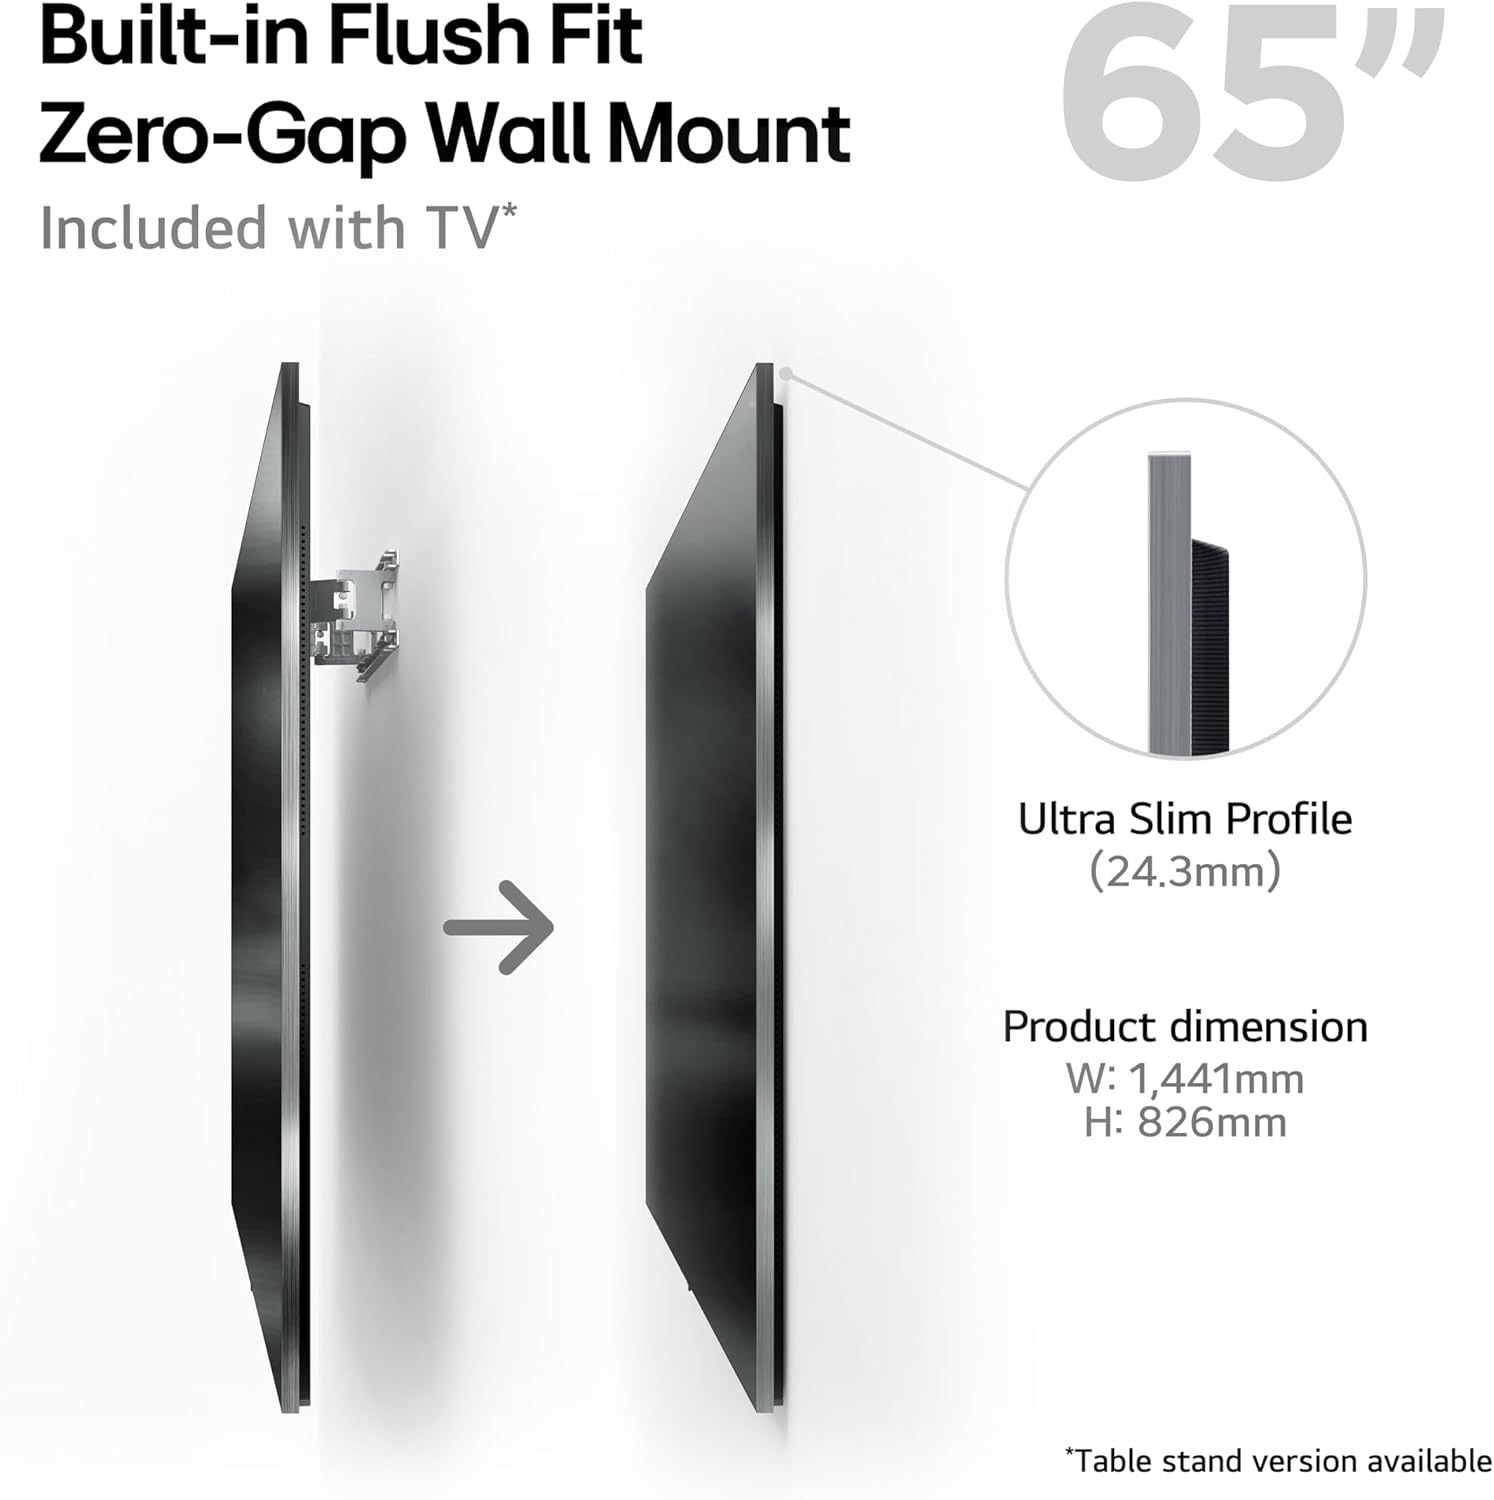 Built-in Flush Fit
Zero-Gap Wall Mount
Included with TV*
65”
Ultra Slim Profile
(24.3mm)
Product dimension
W: 1,441mm
H: 826mm
*Table stand version available